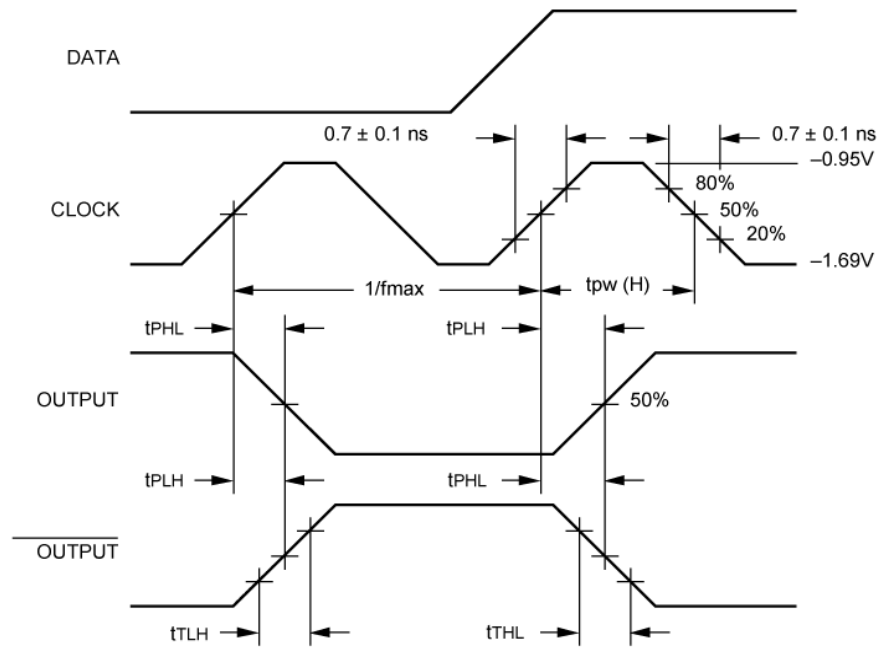 DATA
0.7 ± 0.1 ns
0.7 ± 0.1 ns
–0.95V
CLOCK
80%
50%
20%
–1.69V
1/fmax
tpw (H)
tPHL
tPLH
OUTPUT
50%
tPLH
tPHL
OUTPUT
tTLH
tTHL